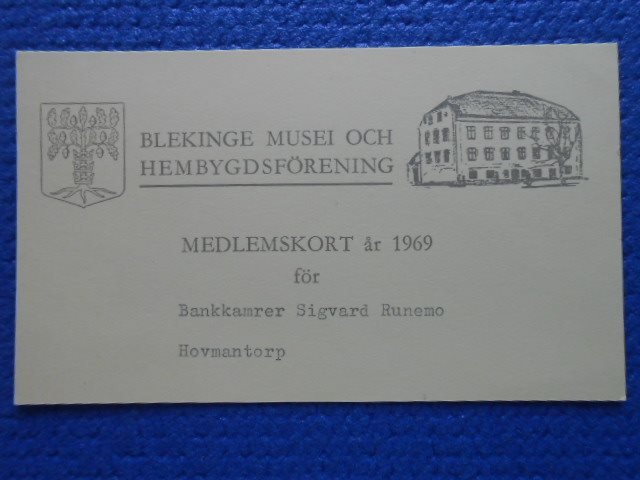 BLEKINGE MUSEI OCH
HEMBYGDSFÖRENING
MEDLEMSKORT år 1969
för
Bankkamrer Sigvard Runemo
Hovmantorp